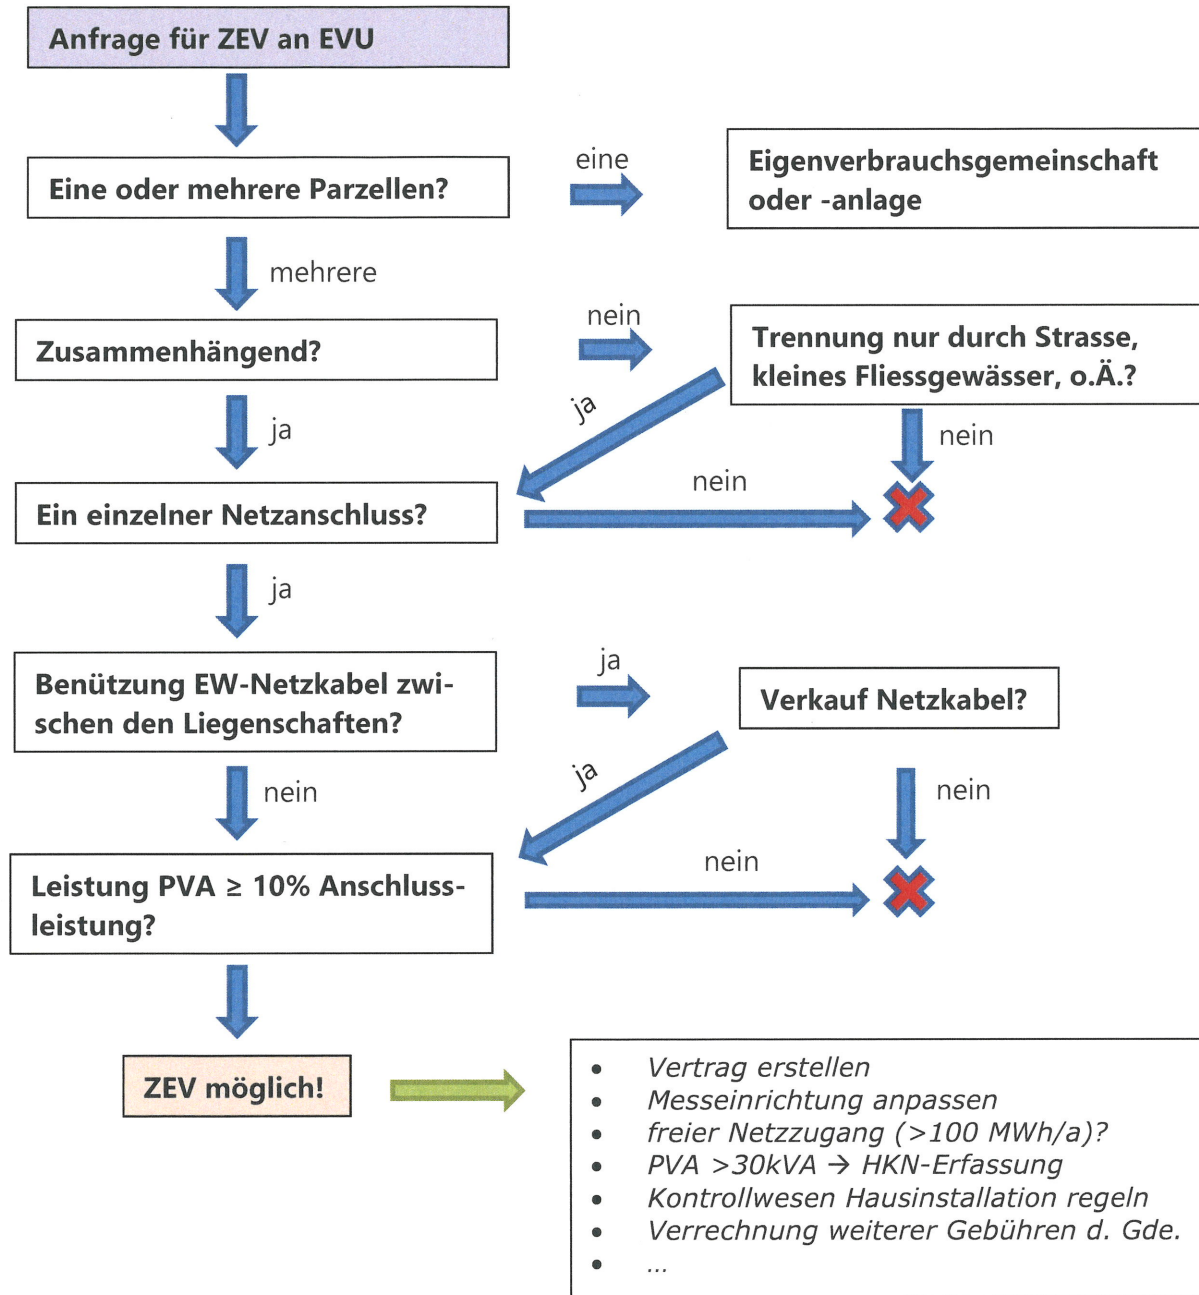 Anfrage für ZEV an EVU
Eine oder mehrere Parzellen?
eine
Eigenverbrauchsgemeinschaft
oder -anlage
mehrere
Zusammenhängend?
nein
Trennung nur durch Strasse,
kleines Fliessgewässer, o.Ä.?
ja
ja
nein
Ein einzelner Netzanschluss?
nein
ja
Benützung EW-Netzkabel zwi-
schen den Liegenschaften?
ja
Verkauf Netzkabel?
nein
ja
nein
Leistung PVA ≥ 10% Anschluss-
leistung?
nein
ZEV möglich!
• Vertrag erstellen
• Messeinrichtung anpassen
• freier Netzzugang (>100 MWh/a)?
• PVA >30kVA → HKN-Erfassung
• Kontrollwesen Hausinstallation regeln
• Verrechnung weiterer Gebühren d. Gde.
• ...